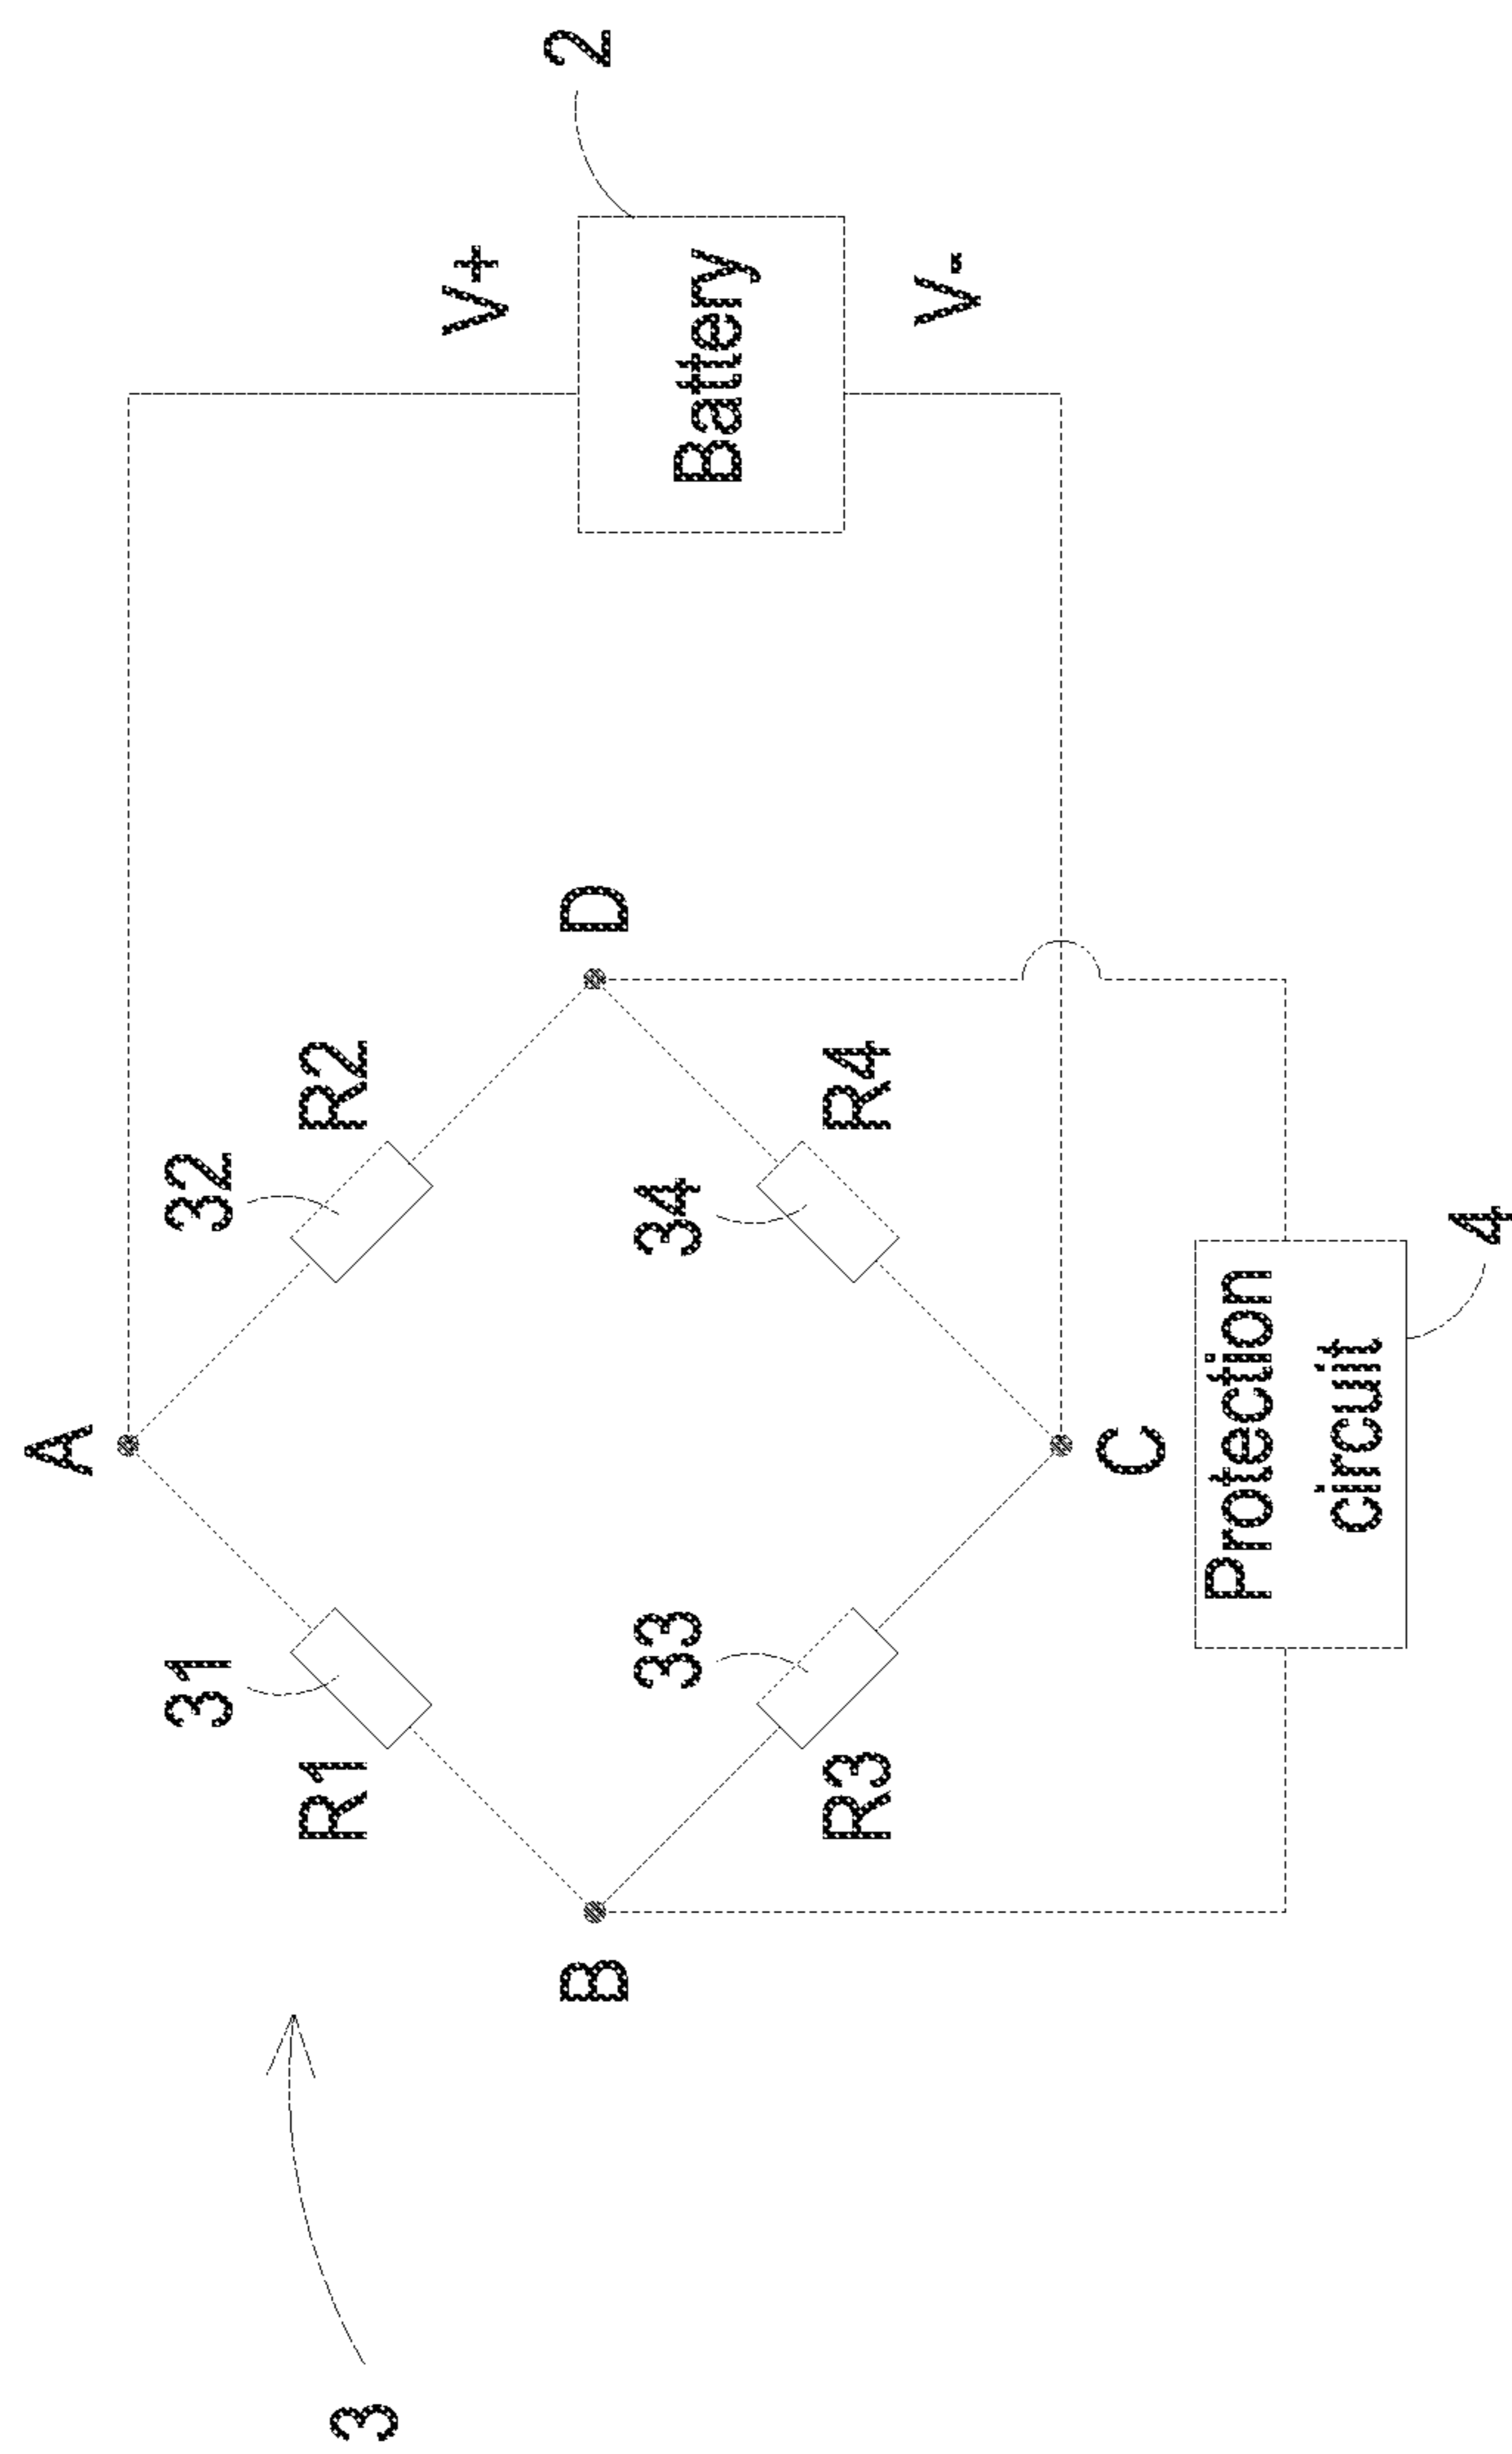 A
31
32
R1
R2
V+
2
B
D
Battery
33
34
R3
R4
V-
C
Protection
circuit
4
3